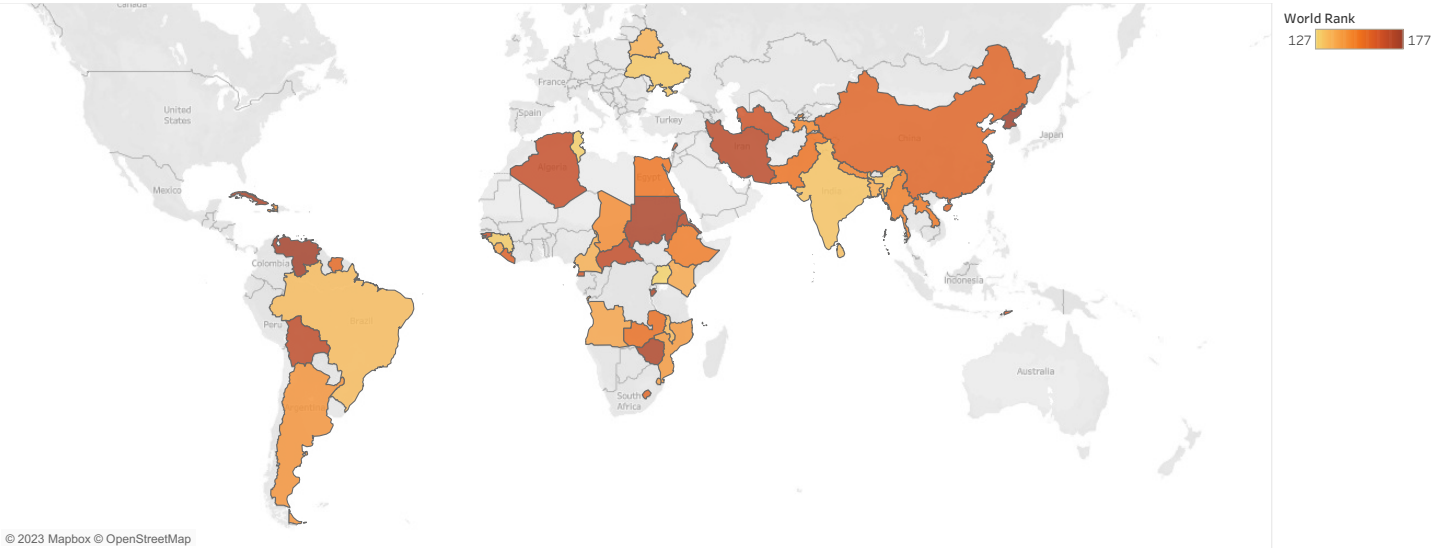 Canada
World Rank
127
177
France
United
States
Spain
Turkey
Japan
China
Iran
Algeria
Egypt
India
Mexico
Colombia
Indonesia
Peru
Brazil
Australia
South
Africa
Argentina
© 2023 Mapbox © OpenStreetMap